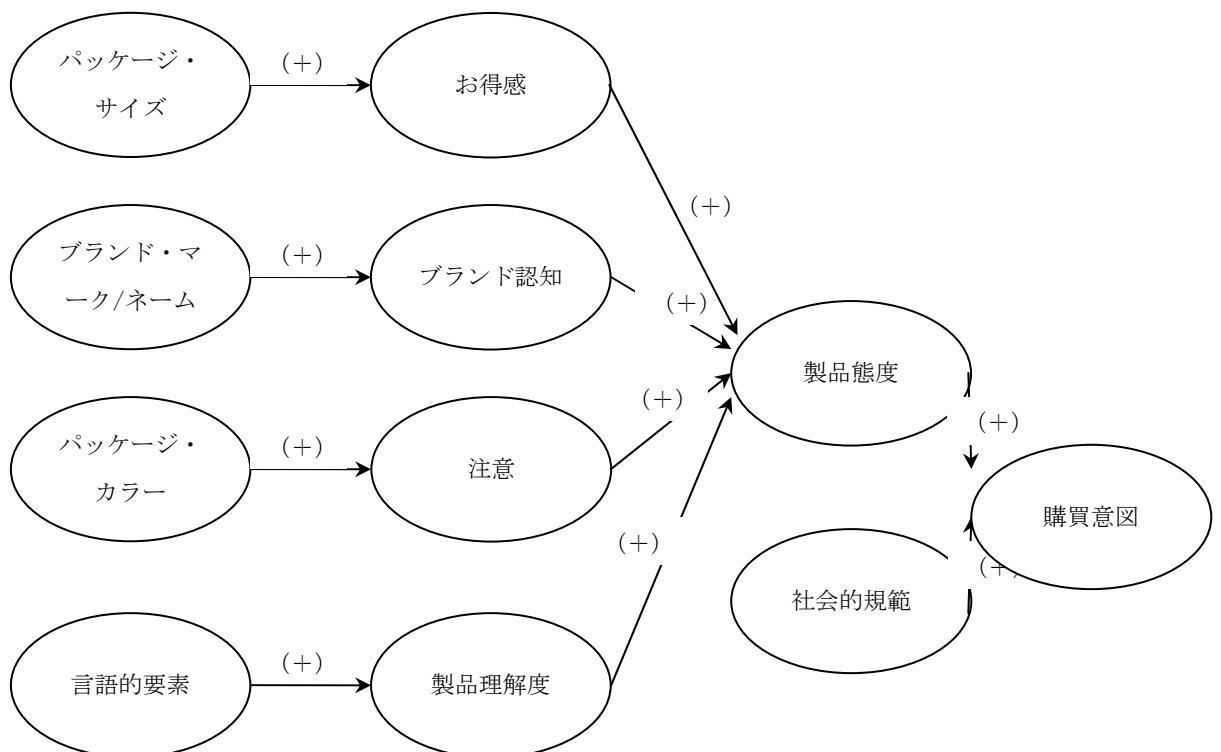 パッケージ・
サイズ
(+)
お得感
(+)
ブランド・マ
ーク/ネーム
(+)
ブランド認知
(+)
製品態度
パッケージ・
カラー
(+)
注意
(+)
(+)
購買意図
言語的要素
(+)
製品理解度
(+)
社会的規範
(+)